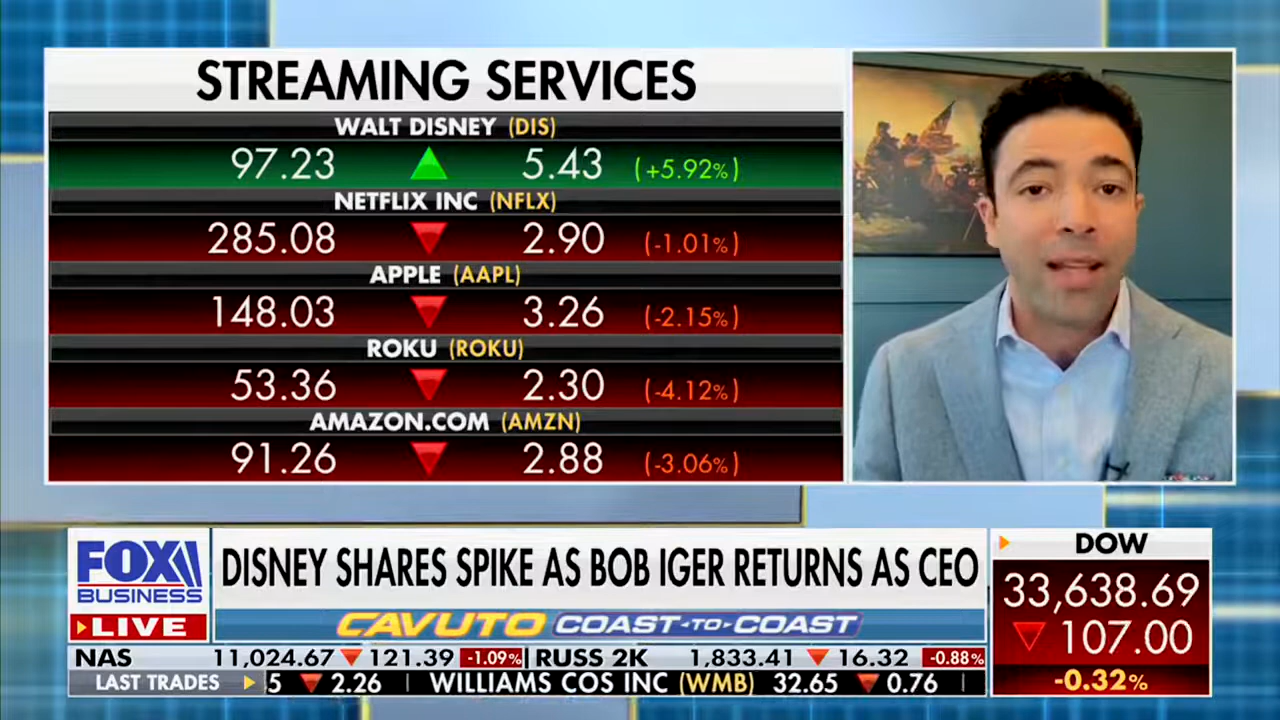 STREAMING SERVICES
WALT DISNEY (DIS)
97.23 ▲ 5.43 (+5.92%)
NETFLIX INC (NFLX)
285.08 ▼ 2.90 (-1.01%)
APPLE (AAPL)
148.03 ▼ 3.26 (-2.15%)
ROKU (ROKU)
53.36 ▼ 2.30 (-4.12%)
AMAZON.COM (AMZN)
91.26 ▼ 2.88 (-3.06%)
FOX
BUSINESS
LIVE
DISNEY SHARES SPIKE AS BOB IGER RETURNS AS CEO
CAVUTO COAST-TO-COAST
DOW
33,638.69
▼ 107.00
-0.32%
NAS 11,024.67 ▼ 121.39 -1.09% RUSS 2K 1,833.41 ▼ 16.32 -0.88%
LAST TRADES 5 ▼ 2.26 | WILLIAMS COS INC (WMB) 32.65 ▼ 0.76 |